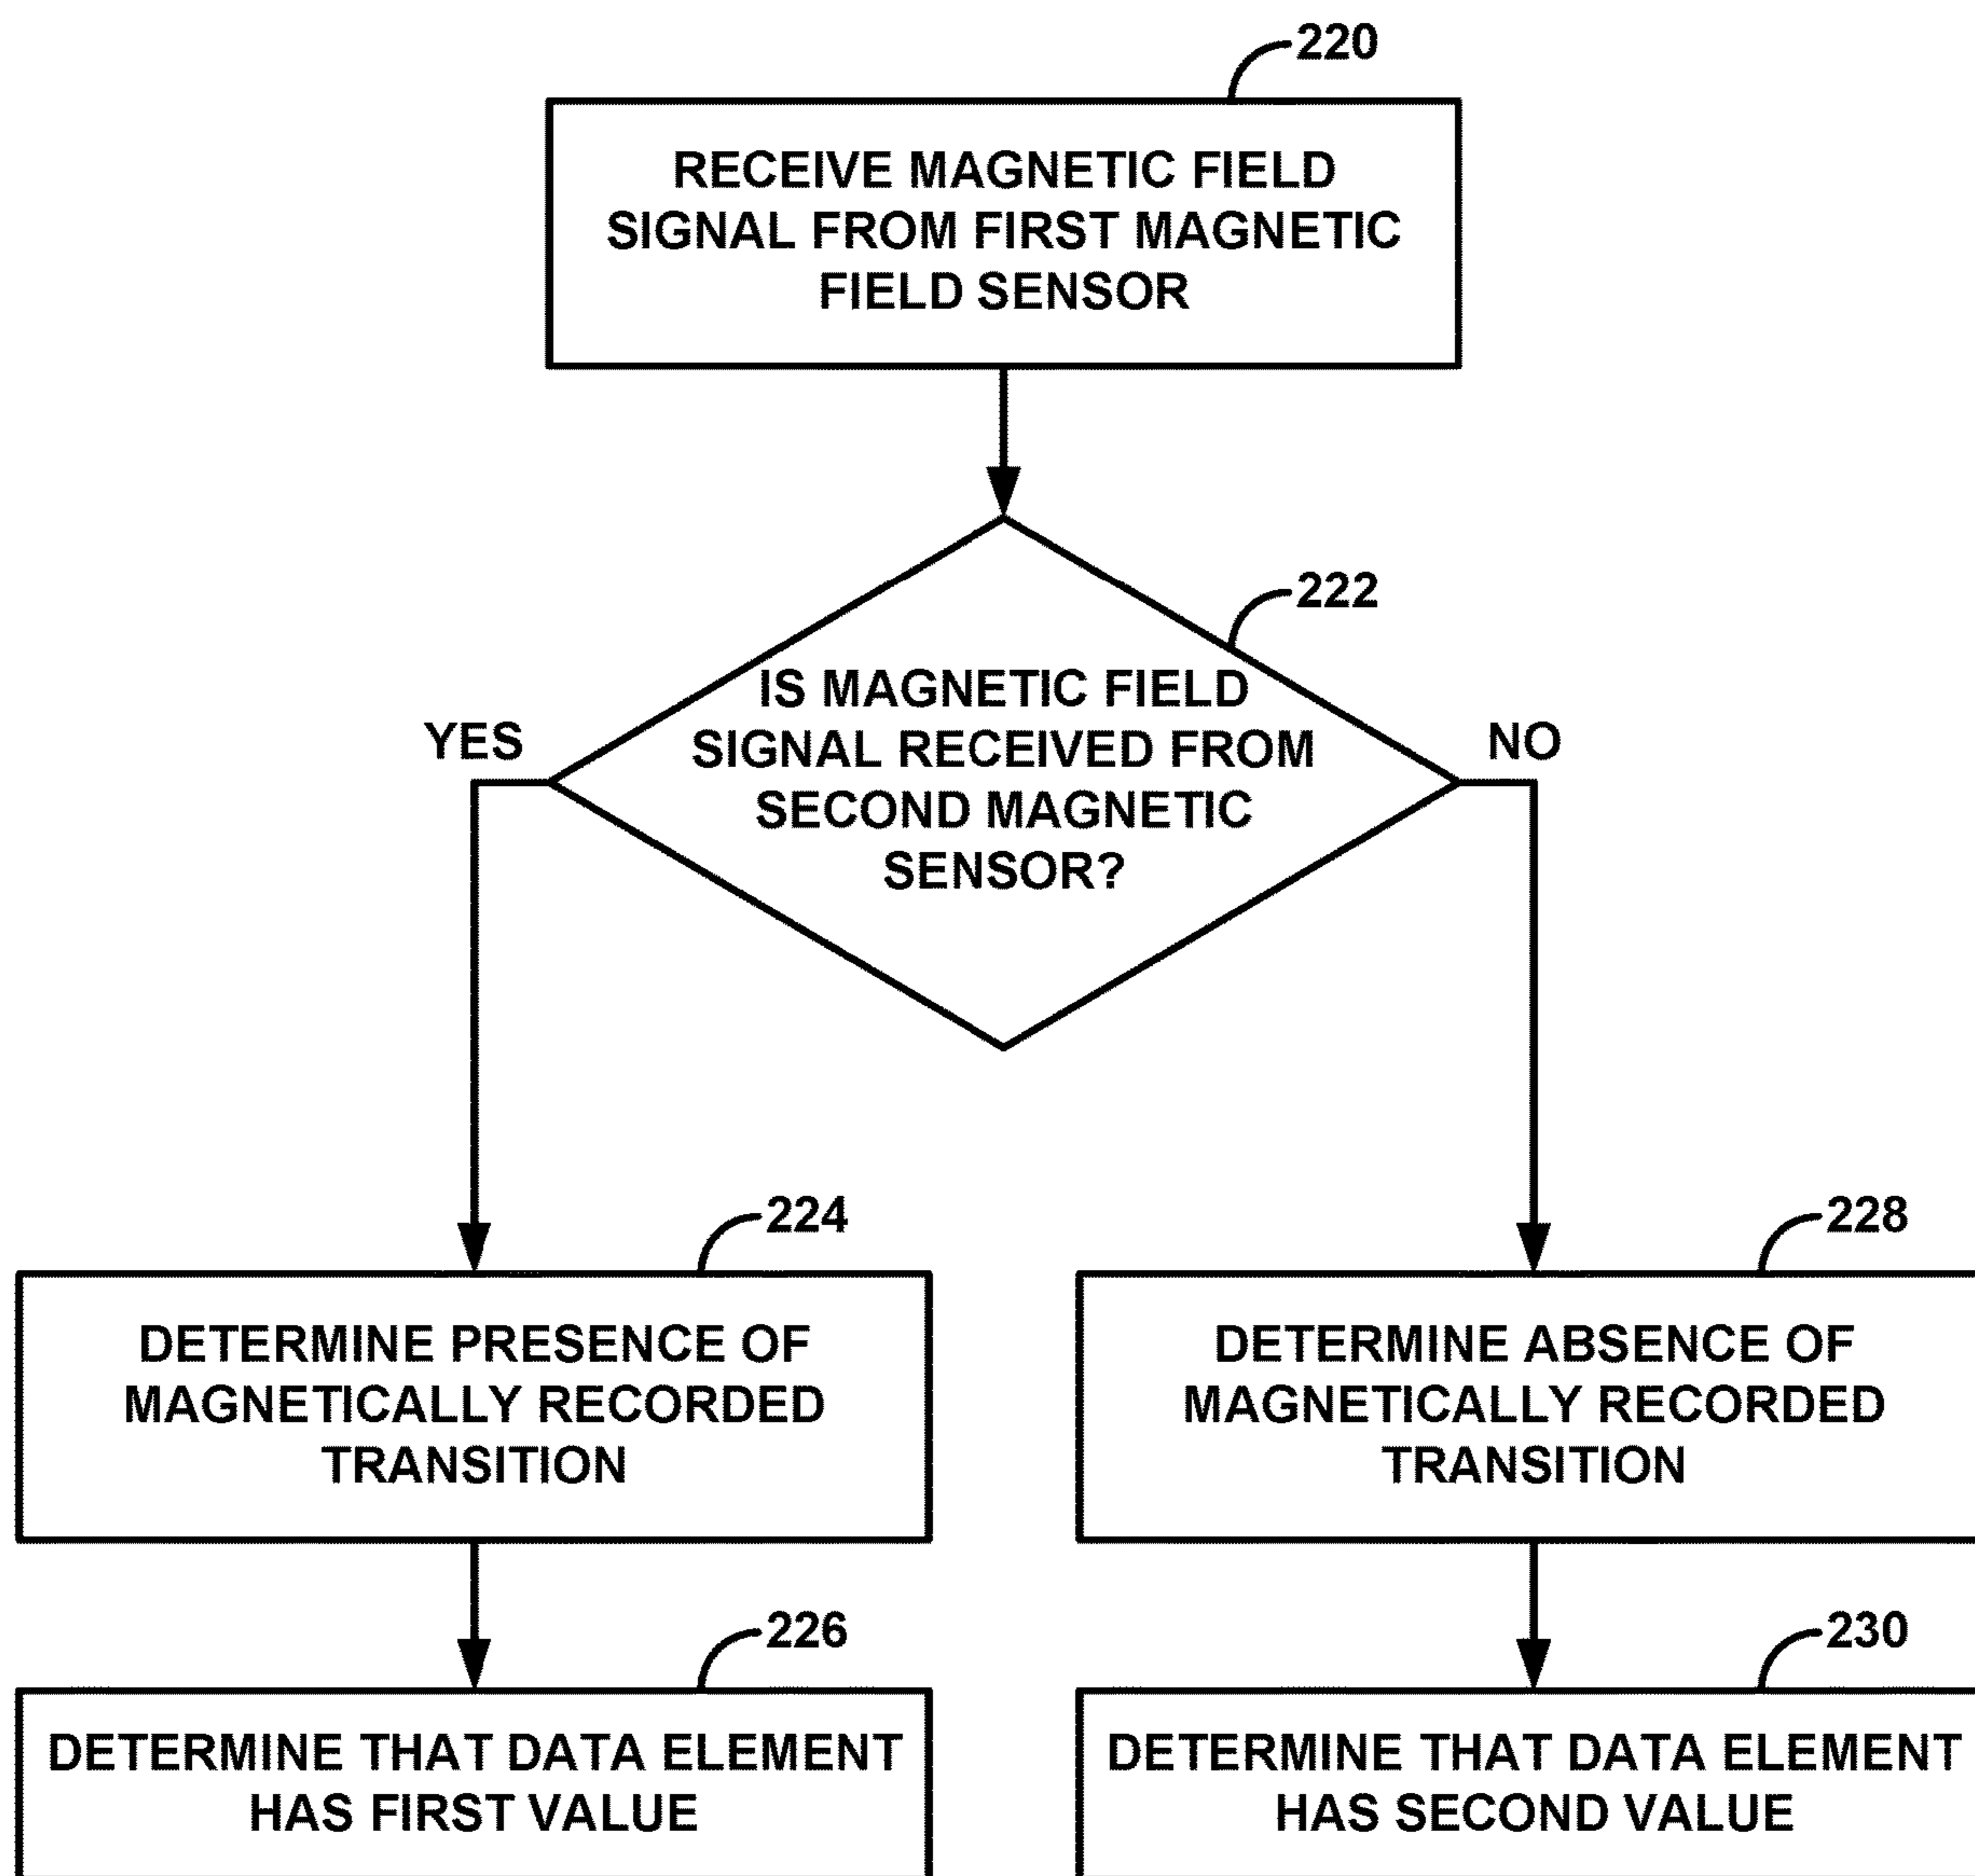 220
RECEIVE MAGNETIC FIELD
SIGNAL FROM FIRST MAGNETIC
FIELD SENSOR
222
IS MAGNETIC FIELD
SIGNAL RECEIVED FROM
SECOND MAGNETIC
SENSOR?
YES
NO
224
DETERMINE PRESENCE OF
MAGNETICALLY RECORDED
TRANSITION
228
DETERMINE ABSENCE OF
MAGNETICALLY RECORDED
TRANSITION
226
DETERMINE THAT DATA ELEMENT
HAS FIRST VALUE
230
DETERMINE THAT DATA ELEMENT
HAS SECOND VALUE